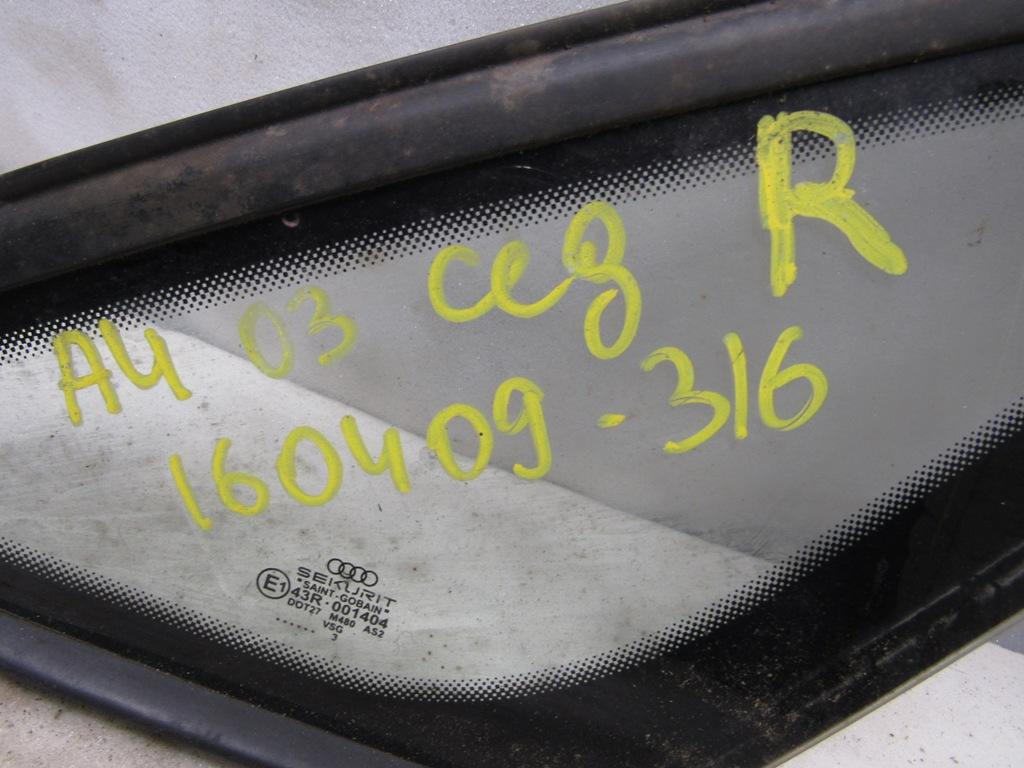 R
A4 03 сед
160409-316
SEKURIT
"SAINT-GOBAIN"
E1 43R-001404
DOT27 M480 AS2
VSG
...... 3